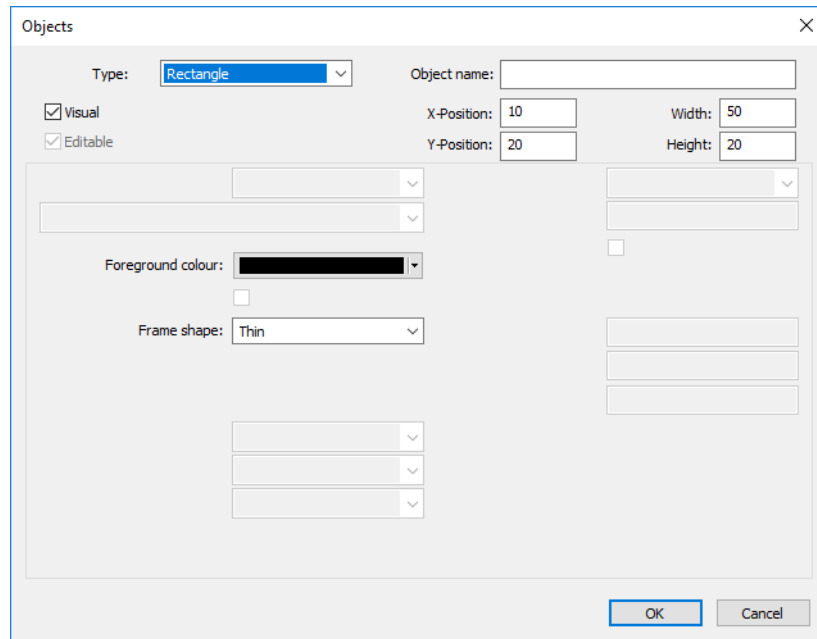 Objects
Type: Rectangle Object name:
Visual X-Position: 10 Width: 50
Editable Y-Position: 20 Height: 20
Foreground colour:
Frame shape: Thin
OK Cancel